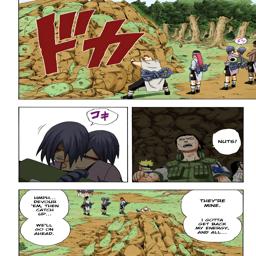 ドカ
ゴキ
NUTS!
THEY'RE
MINE.
I GOTTA
GET BACK
MY ENERGY,
AND ALL...
UMPH...
DEVOUR
'EM, THEN
CATCH
UP...
WE'LL
GO ON
AHEAD.